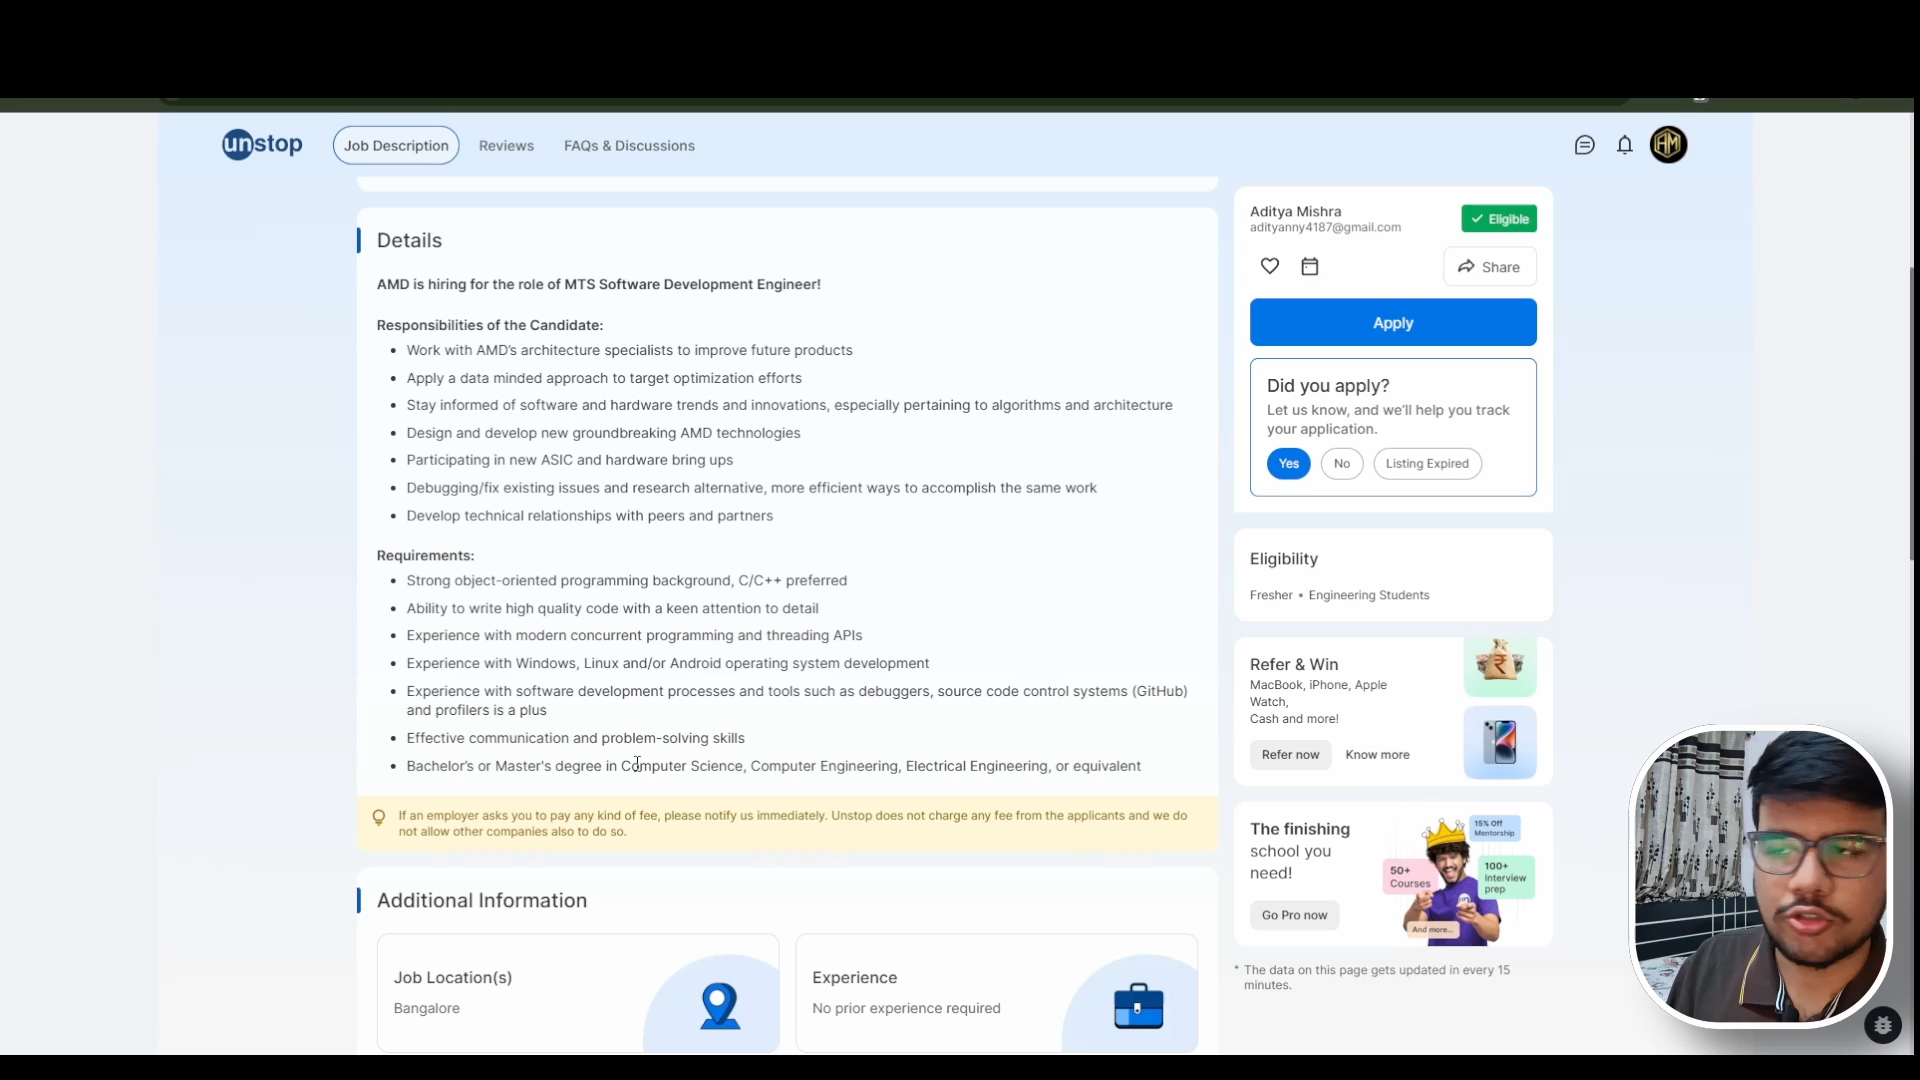 unstop
Job Description
Reviews
FAQs & Discussions
Details
AMD is hiring for the role of MTS Software Development Engineer!
Responsibilities of the Candidate:
Work with AMD's architecture specialists to improve future products
Apply a data minded approach to target optimization efforts
Stay informed of software and hardware trends and innovations, especially pertaining to algorithms and architecture
Design and develop new groundbreaking AMD technologies
Participating in new ASIC and hardware bring ups
Debugging/fix existing issues and research alternative, more efficient ways to accomplish the same work
Develop technical relationships with peers and partners
Requirements:
Strong object-oriented programming background, C/C++ preferred
Ability to write high quality code with a keen attention to detail
Experience with modern concurrent programming and threading APIs
Experience with Windows, Linux and/or Android operating system development
Experience with software development processes and tools such as debuggers, source code control systems (GitHub)
and profilers is a plus
Effective communication and problem-solving skills
Bachelor's or Master's degree in Computer Science, Computer Engineering, Electrical Engineering, or equivalent
If an employer asks you to pay any kind of fee, please notify us immediately. Unstop does not charge any fee from the applicants and we do
not allow other companies also to do so.
Additional Information
Job Location(s)
Bangalore
Experience
No prior experience required
Aditya Mishra
adityanny4187@gmail.com
Eligible
Share
Apply
Did you apply?
Let us know, and we'll help you track
your application.
Yes
No
Listing Expired
Eligibility
Fresher • Engineering Students
Refer & Win
MacBook, iPhone, Apple
Watch,
Cash and more!
Refer now
Know more
The finishing
school you
need!
Go Pro now
15% Off
Mentorship
50+
Courses
100+
Interview
prep
And more...
* The data on this page gets updated in every 15
minutes.
AM